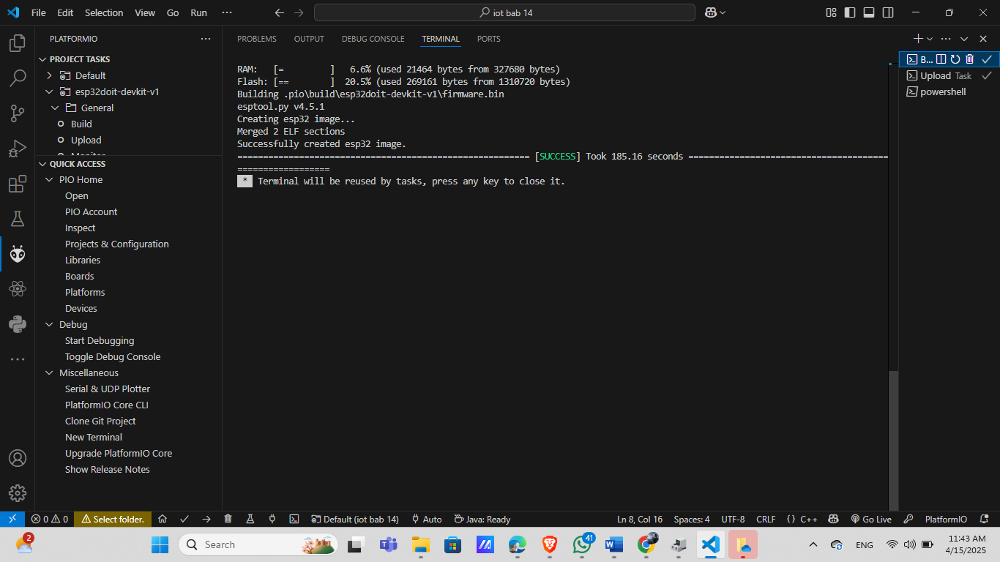 File Edit Selection View Go Run ···
iot bab 14
PLATFORMIO
PROJECT TASKS
Default
esp32doit-devkit-v1
General
Build
Upload
Monitor
QUICK ACCESS
PIO Home
Open
PIO Account
Inspect
Projects & Configuration
Libraries
Boards
Platforms
Devices
Debug
Start Debugging
Toggle Debug Console
Miscellaneous
Serial & UDP Plotter
PlatformIO Core CLI
Clone Git Project
New Terminal
Upgrade PlatformIO Core
Show Release Notes
PROBLEMS OUTPUT DEBUG CONSOLE TERMINAL PORTS
RAM:   [=         ]   6.6% (used 21464 bytes from 327680 bytes)
Flash: [==        ]  20.5% (used 269161 bytes from 1310720 bytes)
Building .pio\build\esp32doit-devkit-v1\firmware.bin
esptool.py v4.5.1
Creating esp32 image...
Merged 2 ELF sections
Successfully created esp32 image.
========================================================= [SUCCESS] Took 185.16 seconds =======================================
==================
* Terminal will be reused by tasks, press any key to close it.
B...
Upload Task
powershell
0 0 Select folder. Default (iot bab 14) Auto Java: Ready Ln 8, Col 16 Spaces: 4 UTF-8 CRLF {} C++ Go Live PlatformIO
2 Search 41 ENG 11:43 AM
4/15/2025